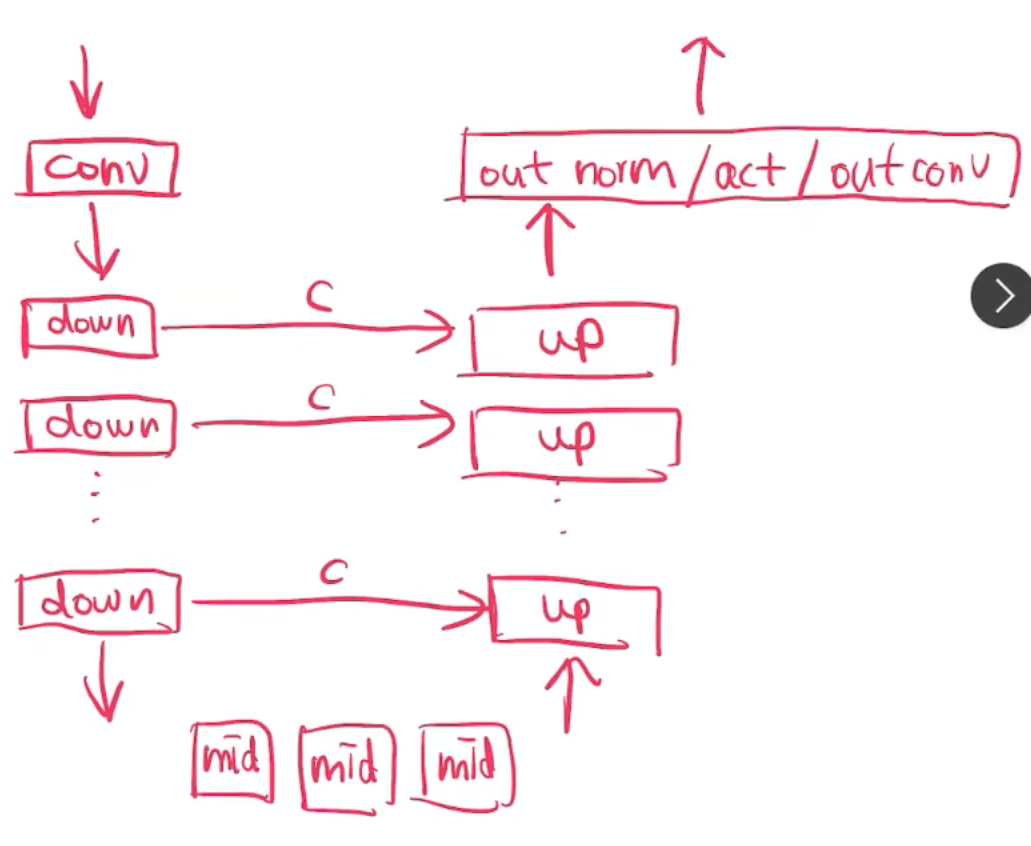 conv
out norm / act / out conv
down
C
up
down
C
up
down
C
up
mid
mid
mid